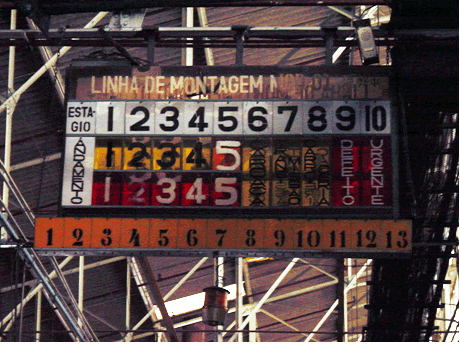 LINHA DE MONTAGEM
ESTÁ-
GIO
1 2 3 4 5 6 7 8 9 10
ANDAMENTO
1 2 3 4 5
1 2 3 4 5
DEFEITO
URGENTE
1 2 3 4 5 6 7 8 9 10 11 12 13